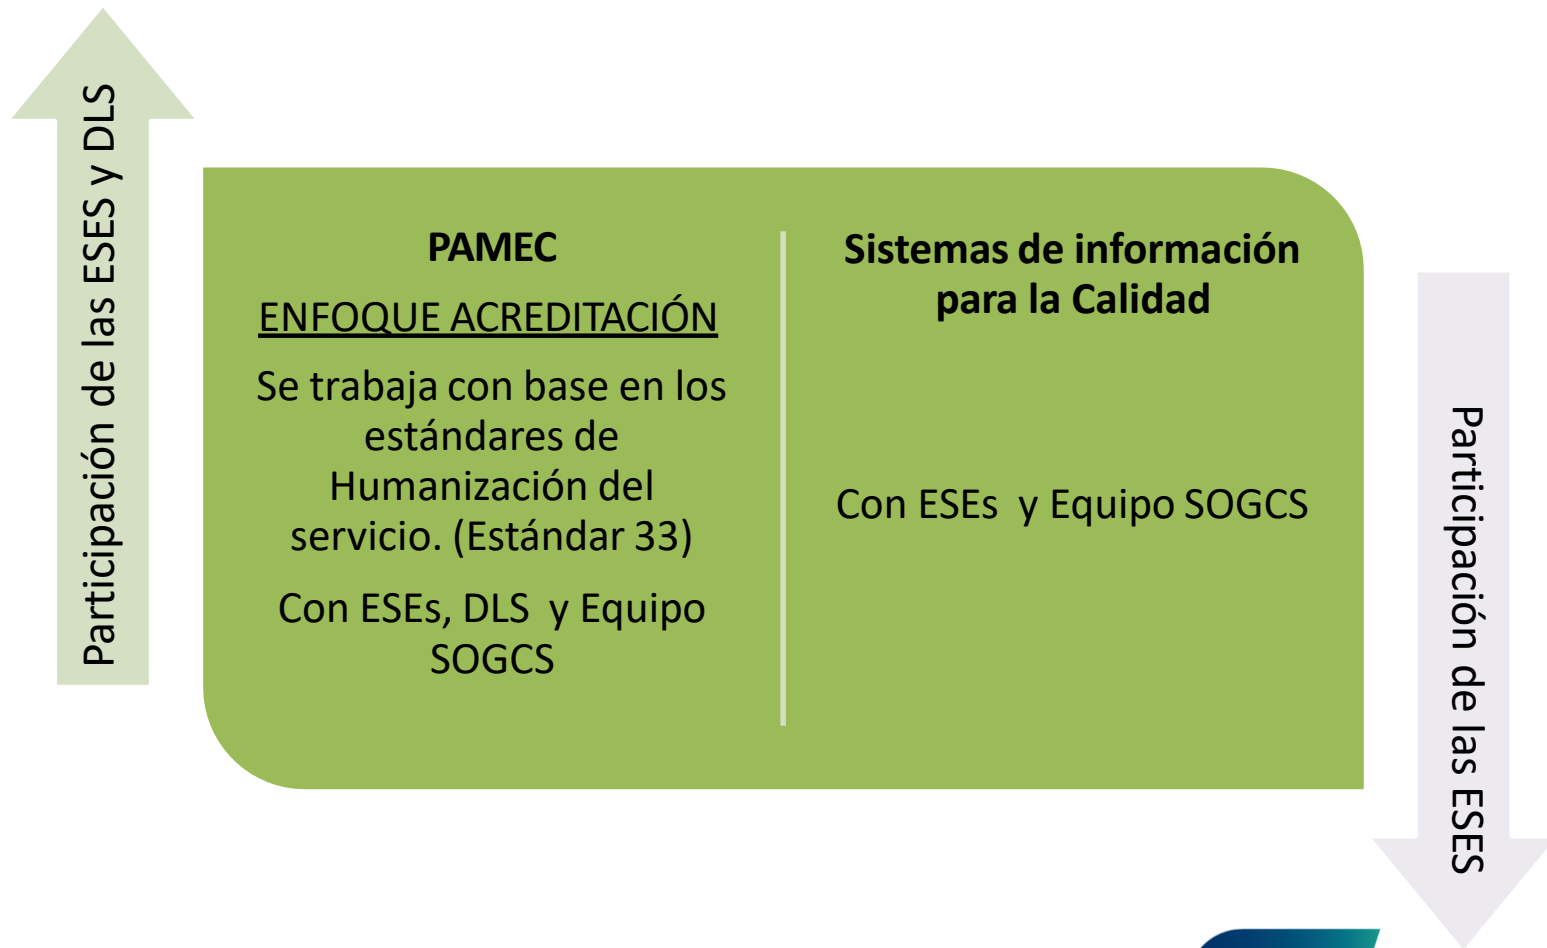 Participación de las ESES y DLS
PAMEC
ENFOQUE ACREDITACIÓN
Se trabaja con base en los
estándares de
Humanización del
servicio. (Estándar 33)
Con ESEs, DLS y Equipo
SOGCS
Sistemas de información
para la Calidad
Con ESEs y Equipo SOGCS
Participación de las ESES